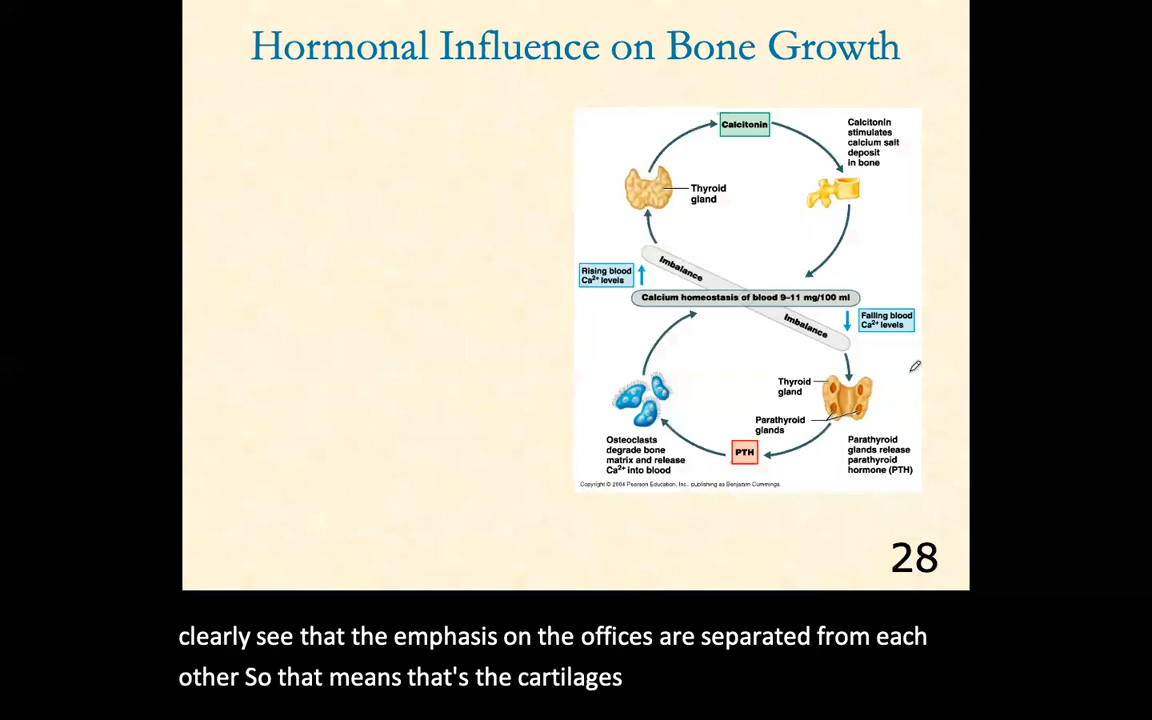 Hormonal Influence on Bone Growth
Calcitonin
Calcitonin
stimulates
calcium salt
deposit
in bone
Thyroid
gland
Imbalance
Rising blood
Ca2+ levels
Calcium homeostasis of blood 9–11 mg/100 ml
Imbalance
Falling blood
Ca2+ levels
Thyroid
gland
Parathyroid
glands
Osteoclasts
degrade bone
matrix and release
Ca2+ into blood
PTH
Parathyroid
glands release
parathyroid
hormone (PTH)
Copyright © 2004 Pearson Education, Inc., publishing as Benjamin Cummings.
28
clearly see that the emphasis on the offices are separated from each
other So that means that's the cartilages